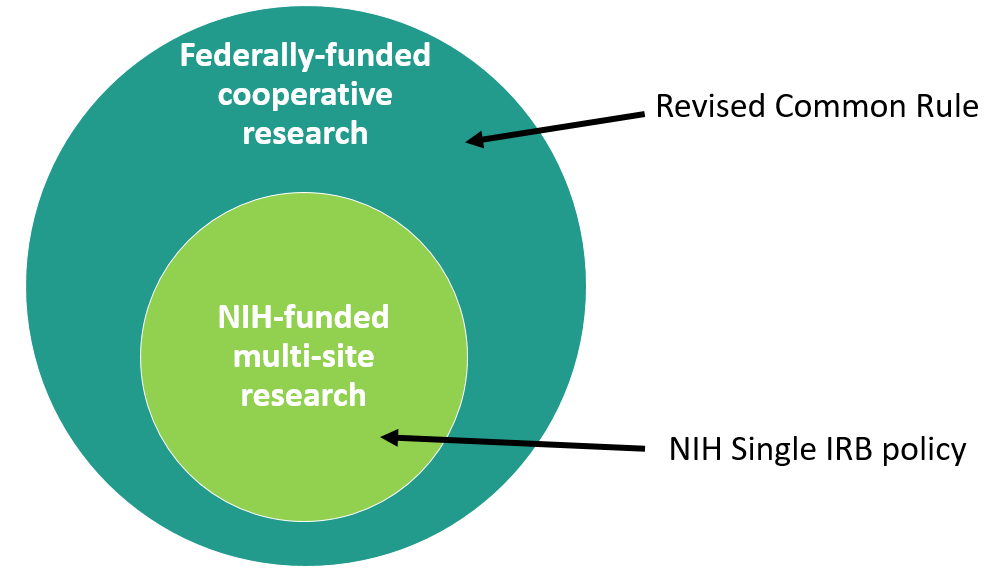 Federally-funded
cooperative
research
Revised Common Rule
NIH-funded
multi-site
research
NIH Single IRB policy